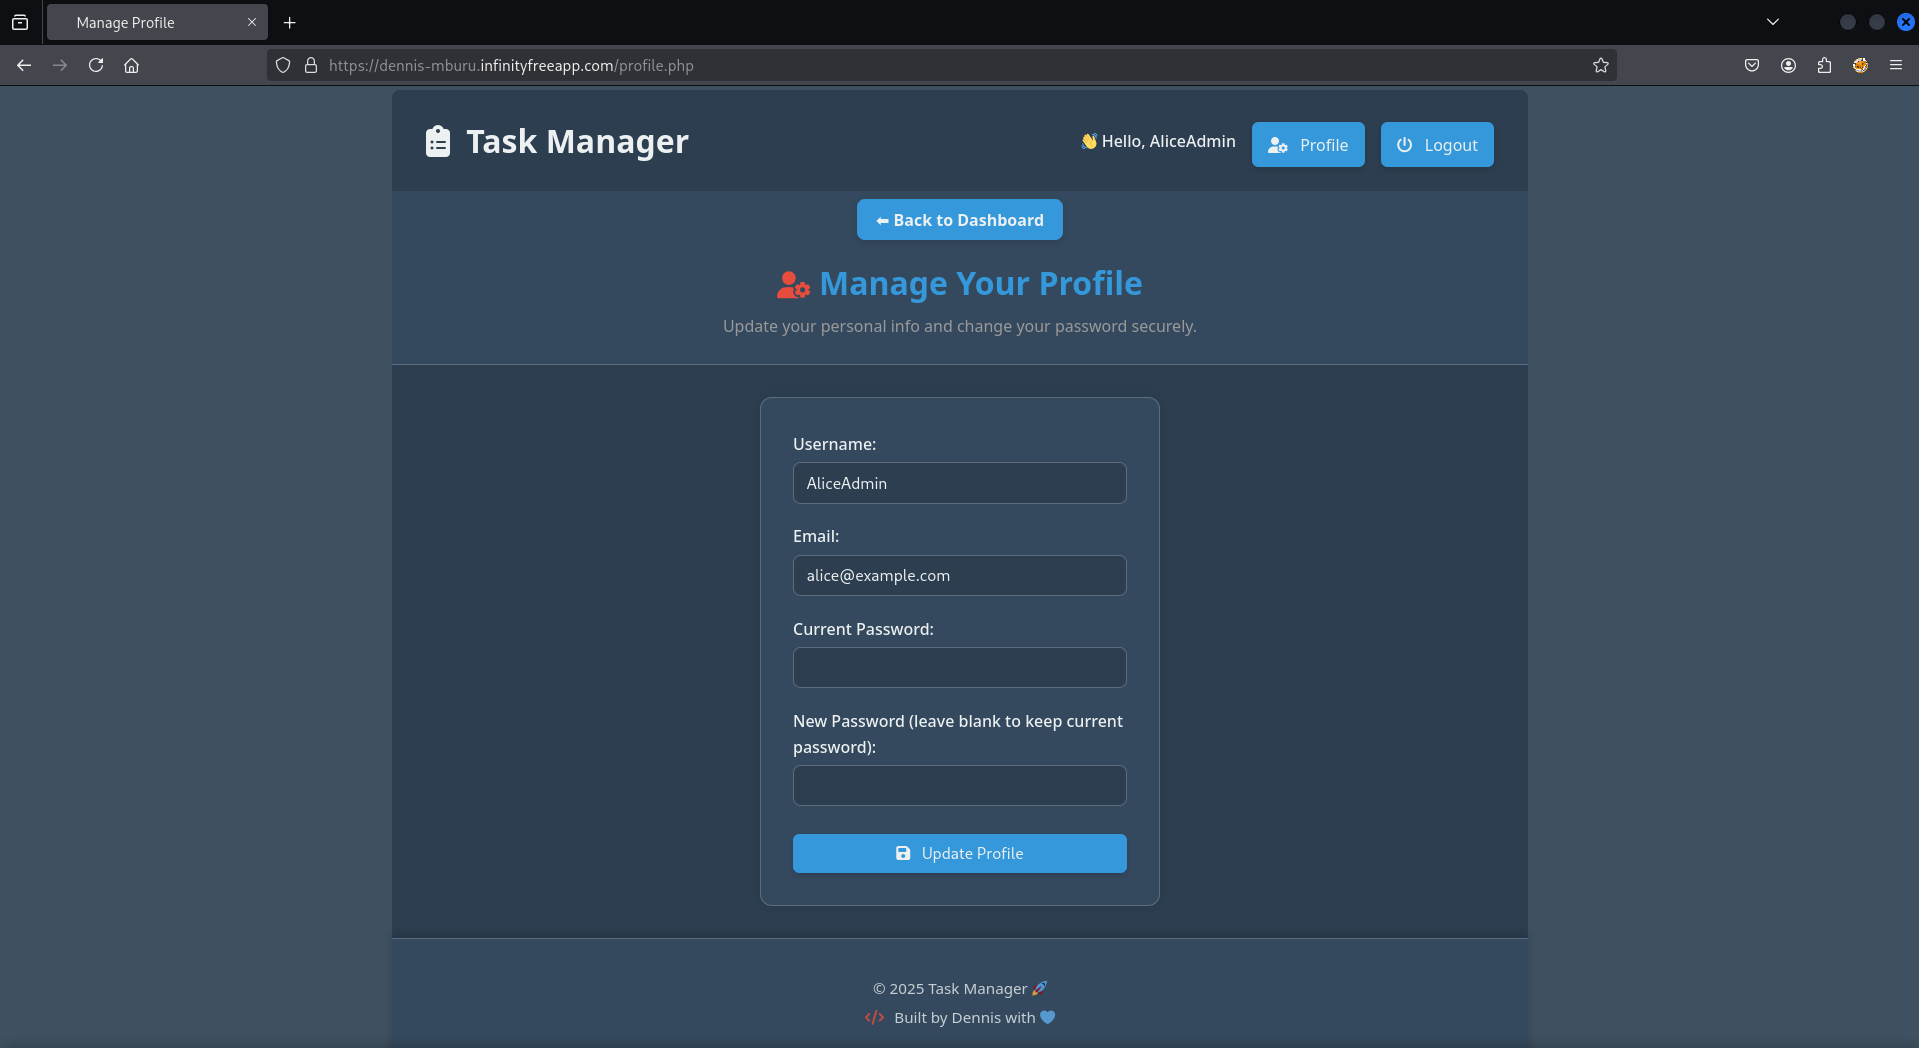 Manage Profile
https://dennis-mburu.infinityfreeapp.com/profile.php
Task Manager
👋 Hello, AliceAdmin
Profile
Logout
⬅ Back to Dashboard
Manage Your Profile
Update your personal info and change your password securely.
Username:
AliceAdmin
Email:
alice@example.com
Current Password:
New Password (leave blank to keep current
password):
Update Profile
© 2025 Task Manager 🚀
</> Built by Dennis with 💙